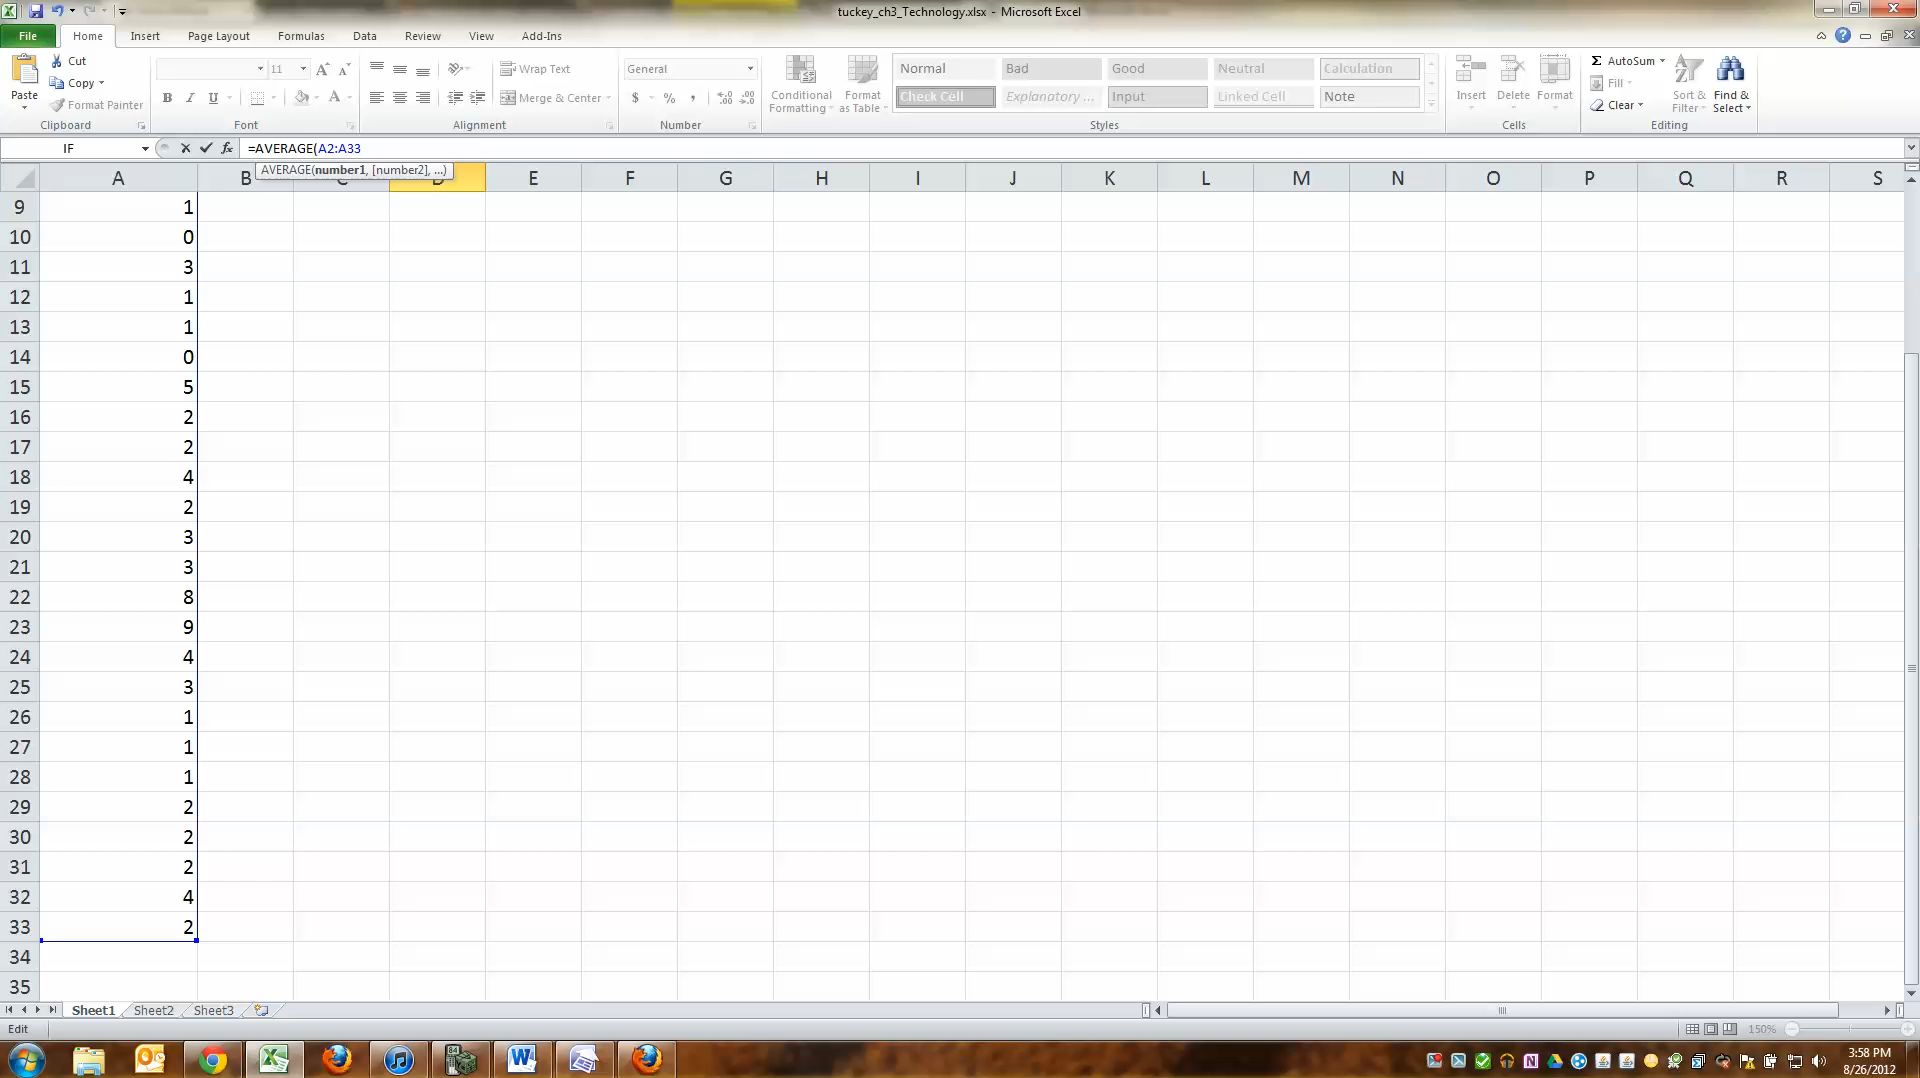 tuckey_ch3_Technology.xlsx - Microsoft Excel
File Home Insert Page Layout Formulas Data Review View Add-Ins
Paste Cut Copy Format Painter Clipboard
11 B I U A Font
Wrap Text Merge & Center Alignment
General $ % , Number
Conditional Formatting Format as Table
Normal Bad Good Neutral Calculation
Check Cell Explanatory ... Input Linked Cell Note
Styles
Insert Delete Format Cells
Σ AutoSum Fill Clear Sort & Filter Find & Select Editing
IF fx =AVERAGE(A2:A33
AVERAGE(number1, [number2], ...)
A B C D E F G H I J K L M N O P Q R S
9 1
10 0
11 3
12 1
13 1
14 0
15 5
16 2
17 2
18 4
19 2
20 3
21 3
22 8
23 9
24 4
25 3
26 1
27 1
28 1
29 2
30 2
31 2
32 4
33 2
34
35
Sheet1 Sheet2 Sheet3
Edit 150%
3:58 PM
8/26/2012